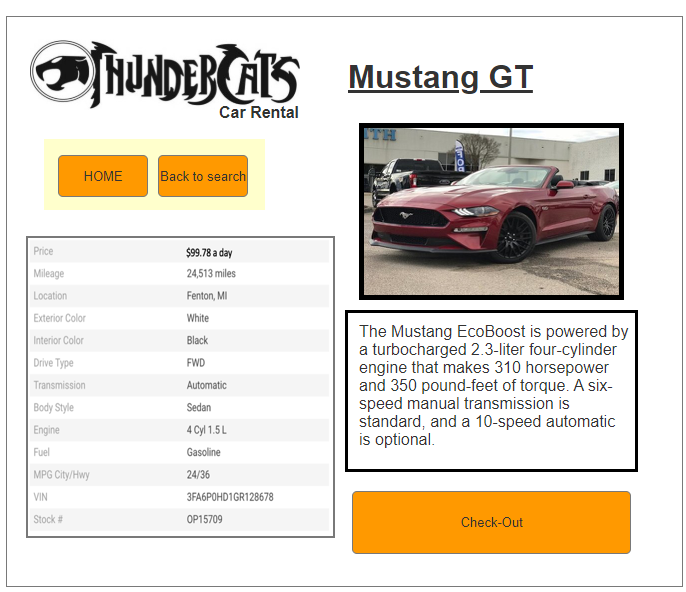 THUNDERCATS
Car Rental
Mustang GT
HOME
Back to search
Price $99.78 a day
Mileage 24,513 miles
Location Fenton, MI
Exterior Color White
Interior Color Black
Drive Type FWD
Transmission Automatic
Body Style Sedan
Engine 4 Cyl 1.5 L
Fuel Gasoline
MPG City/Hwy 24/36
VIN 3FA6P0HD1GR128678
Stock # OP15709
The Mustang EcoBoost is powered by
a turbocharged 2.3-liter four-cylinder
engine that makes 310 horsepower
and 350 pound-feet of torque. A six-
speed manual transmission is
standard, and a 10-speed automatic
is optional.
Check-Out